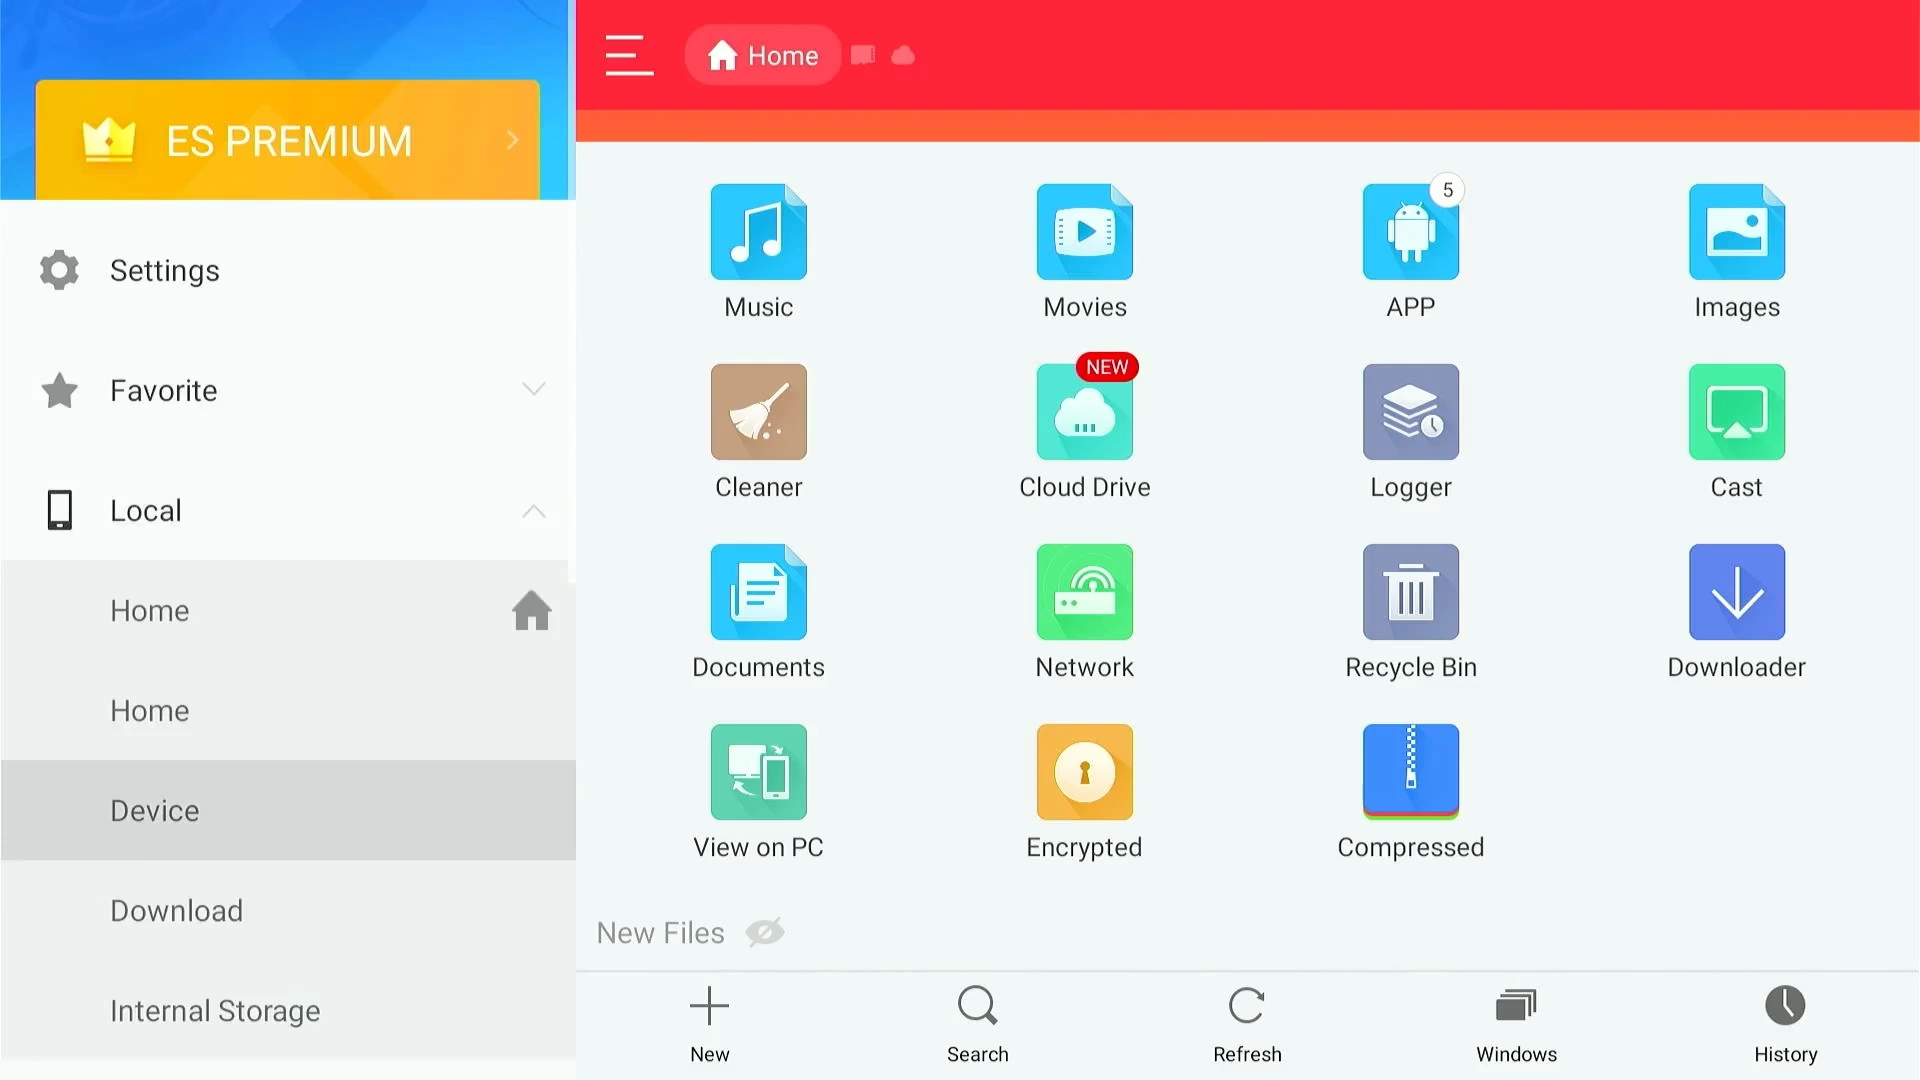 ES PREMIUM
Settings
Favorite
Local
Home
Home
Device
Download
Internal Storage
Home
Music
Movies
5
APP
Images
Cleaner
NEW
Cloud Drive
Logger
Cast
Documents
Network
Recycle Bin
Downloader
View on PC
Encrypted
Compressed
New Files
New
Search
Refresh
Windows
History